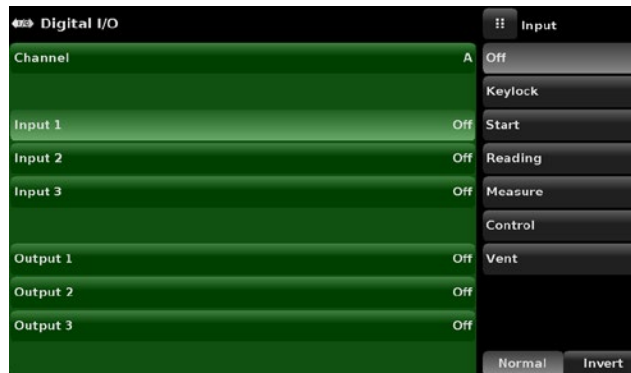 Digital I/O
Channel A
Input 1 Off
Input 2 Off
Input 3 Off
Output 1 Off
Output 2 Off
Output 3 Off
Input
Off
Keylock
Start
Reading
Measure
Control
Vent
Normal Invert